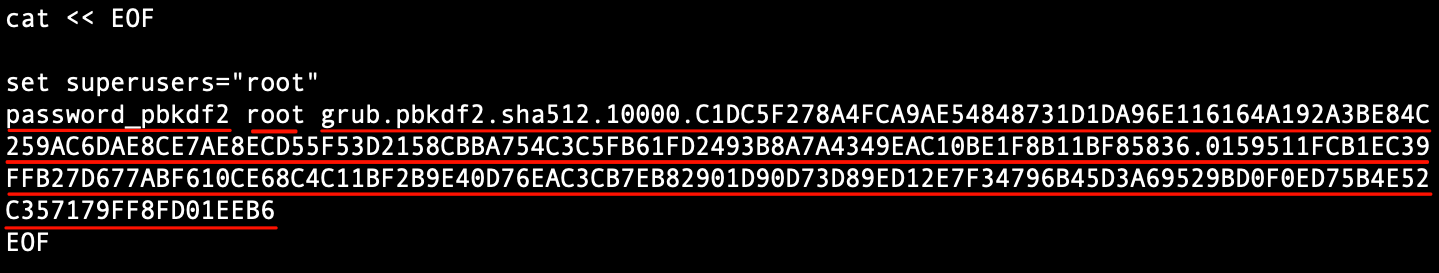 cat << EOF
set superusers="root"
password_pbkdf2 root grub.pbkdf2.sha512.10000.C1DC5F278A4FCA9AE54848731D1DA96E116164A192A3BE84C
259AC6DAE8CE7AE8ECD55F53D2158CBBA754C3C5FB61FD2493B8A7A4349EAC10BE1F8B11BF85836.0159511FCB1EC39
FFB27D677ABF610CE68C4C11BF2B9E40D76EAC3CB7EB82901D90D73D89ED12E7F34796B45D3A69529BD0F0ED75B4E52
C357179FF8FD01EEB6
EOF